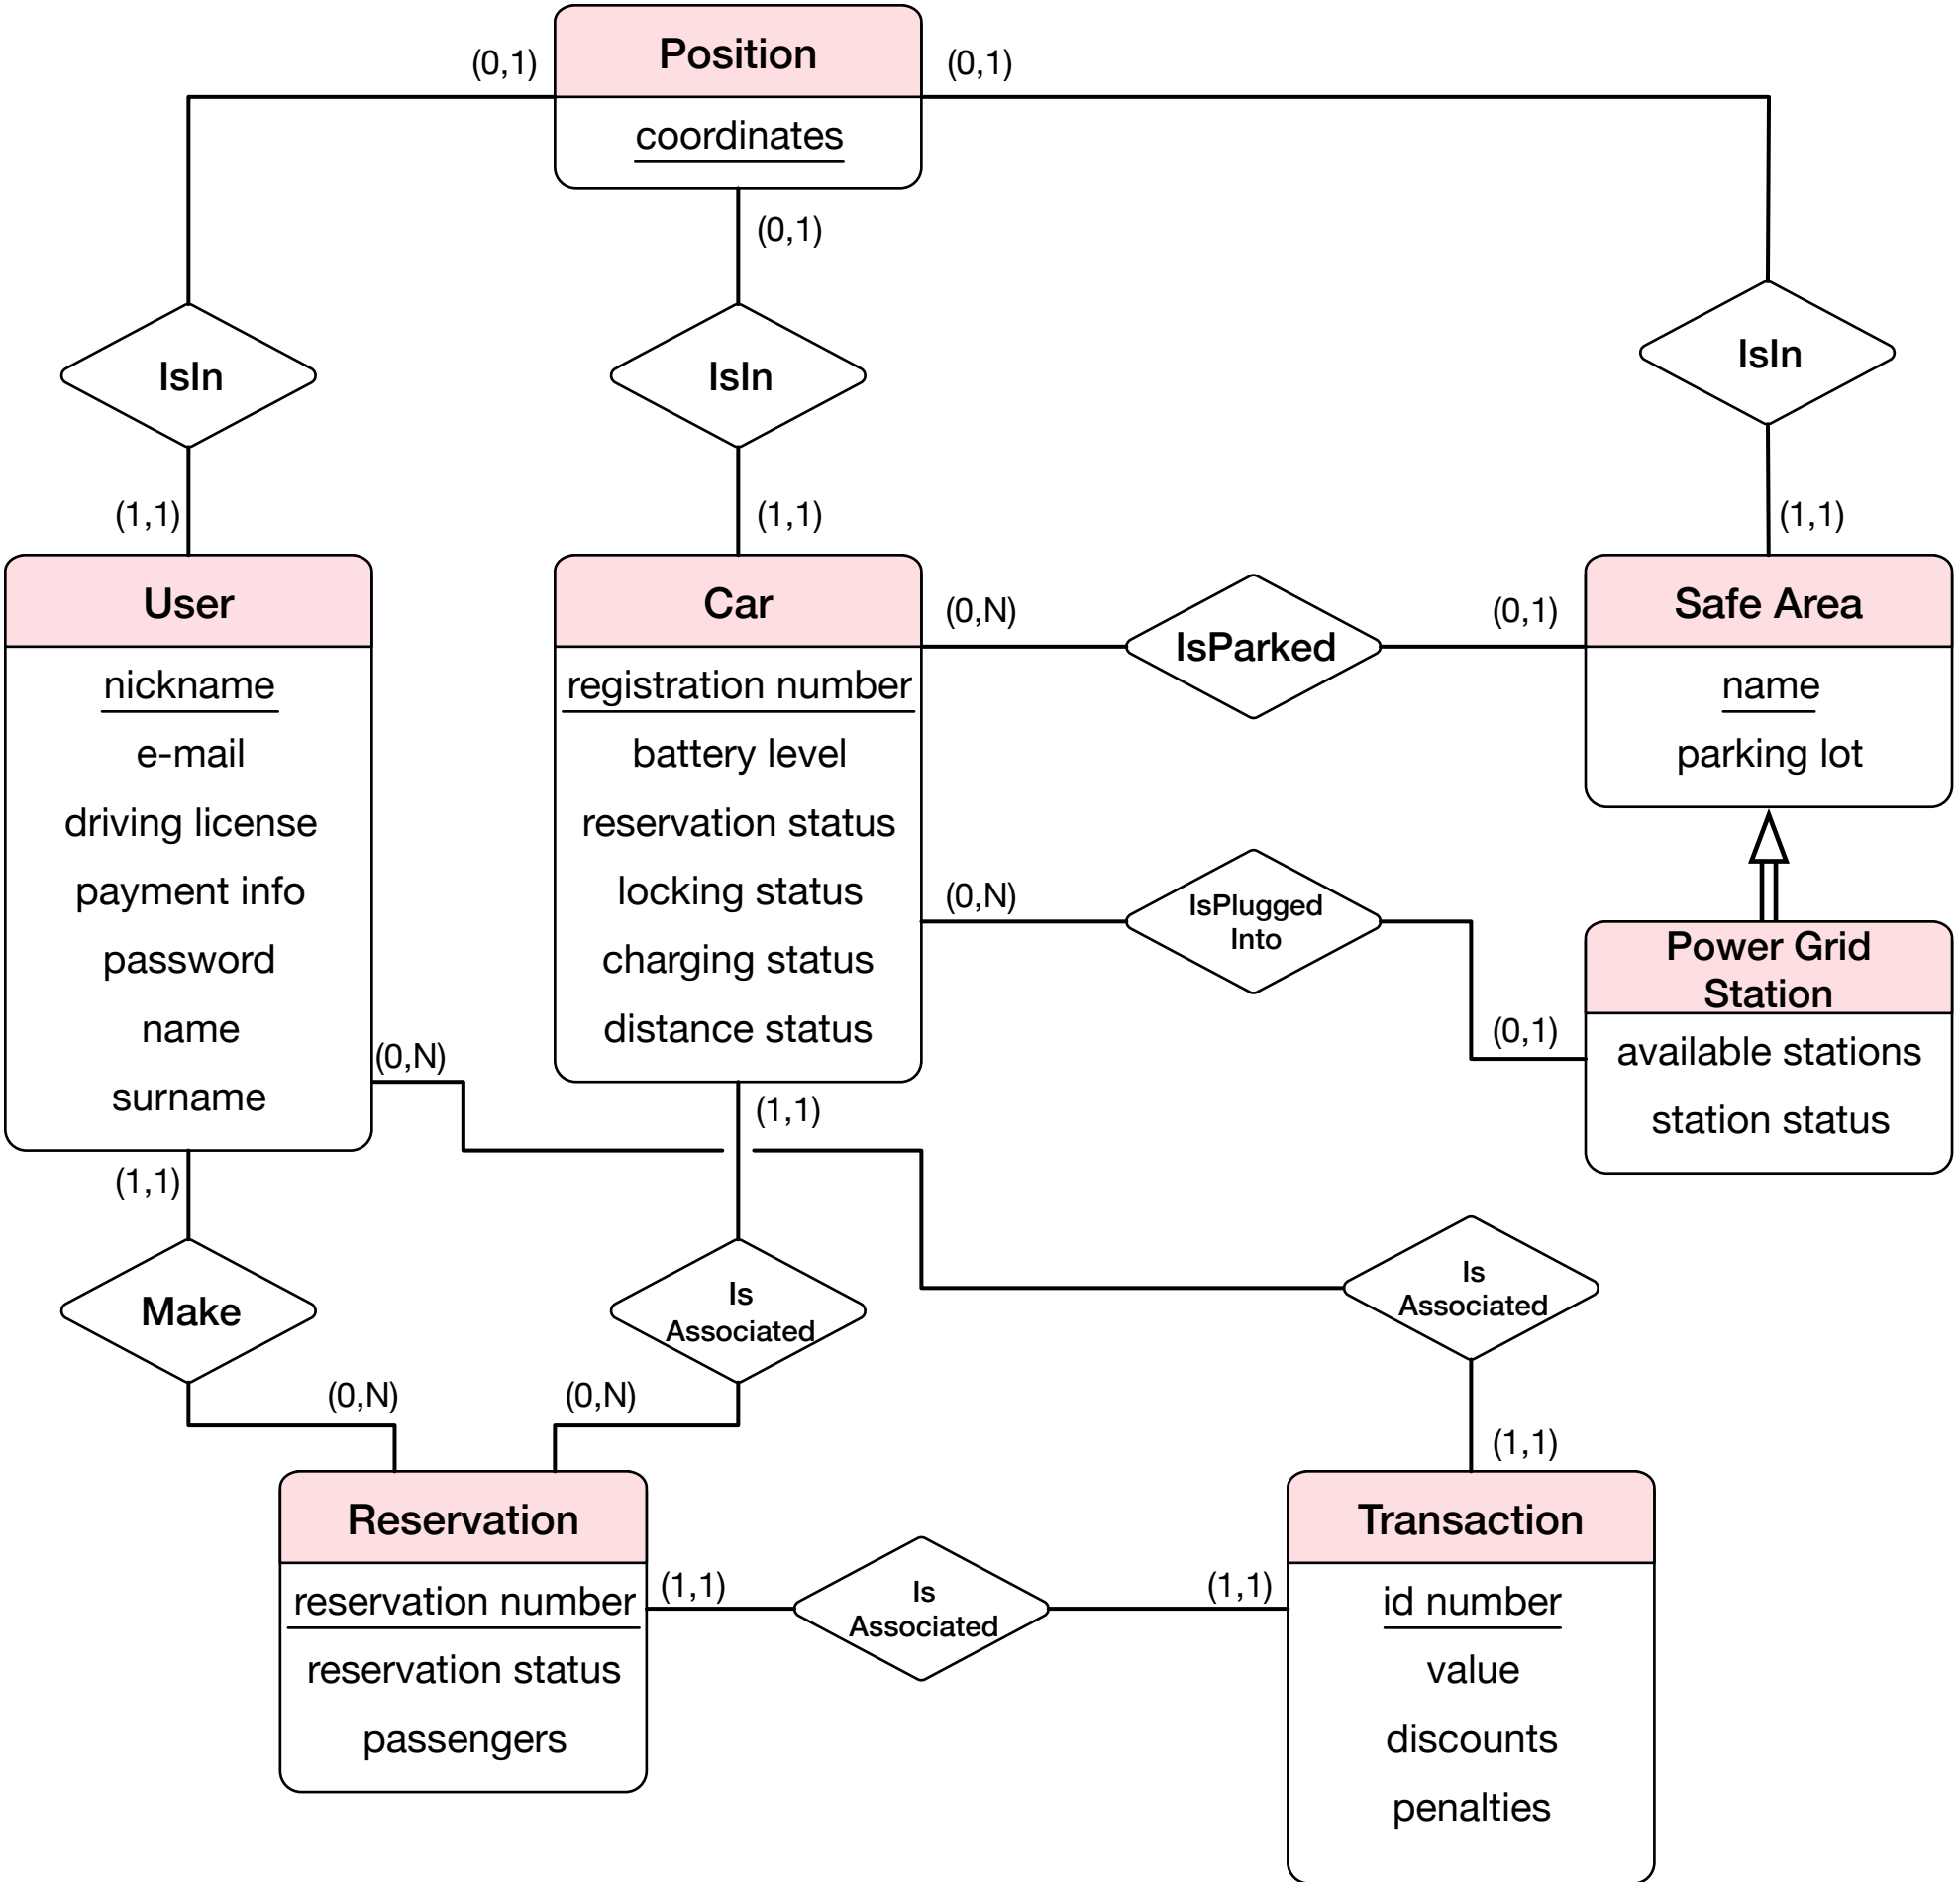 Position
(0,1)
(0,1)
coordinates
(0,1)
IsIn
IsIn
IsIn
(1,1)
(1,1)
(1,1)
User
nickname
e-mail
driving license
payment info
password
name
surname
Car
registration number
battery level
reservation status
locking status
charging status
distance status
(0,N)
IsParked
(0,1)
Safe Area
name
parking lot
(0,N)
IsPlugged
Into
(0,1)
Power Grid
Station
available stations
station status
(0,N)
(1,1)
(1,1)
Make
Is
Associated
Is
Associated
(0,N)
(0,N)
(1,1)
Reservation
reservation number
reservation status
passengers
(1,1)
Is
Associated
(1,1)
Transaction
id number
value
discounts
penalties